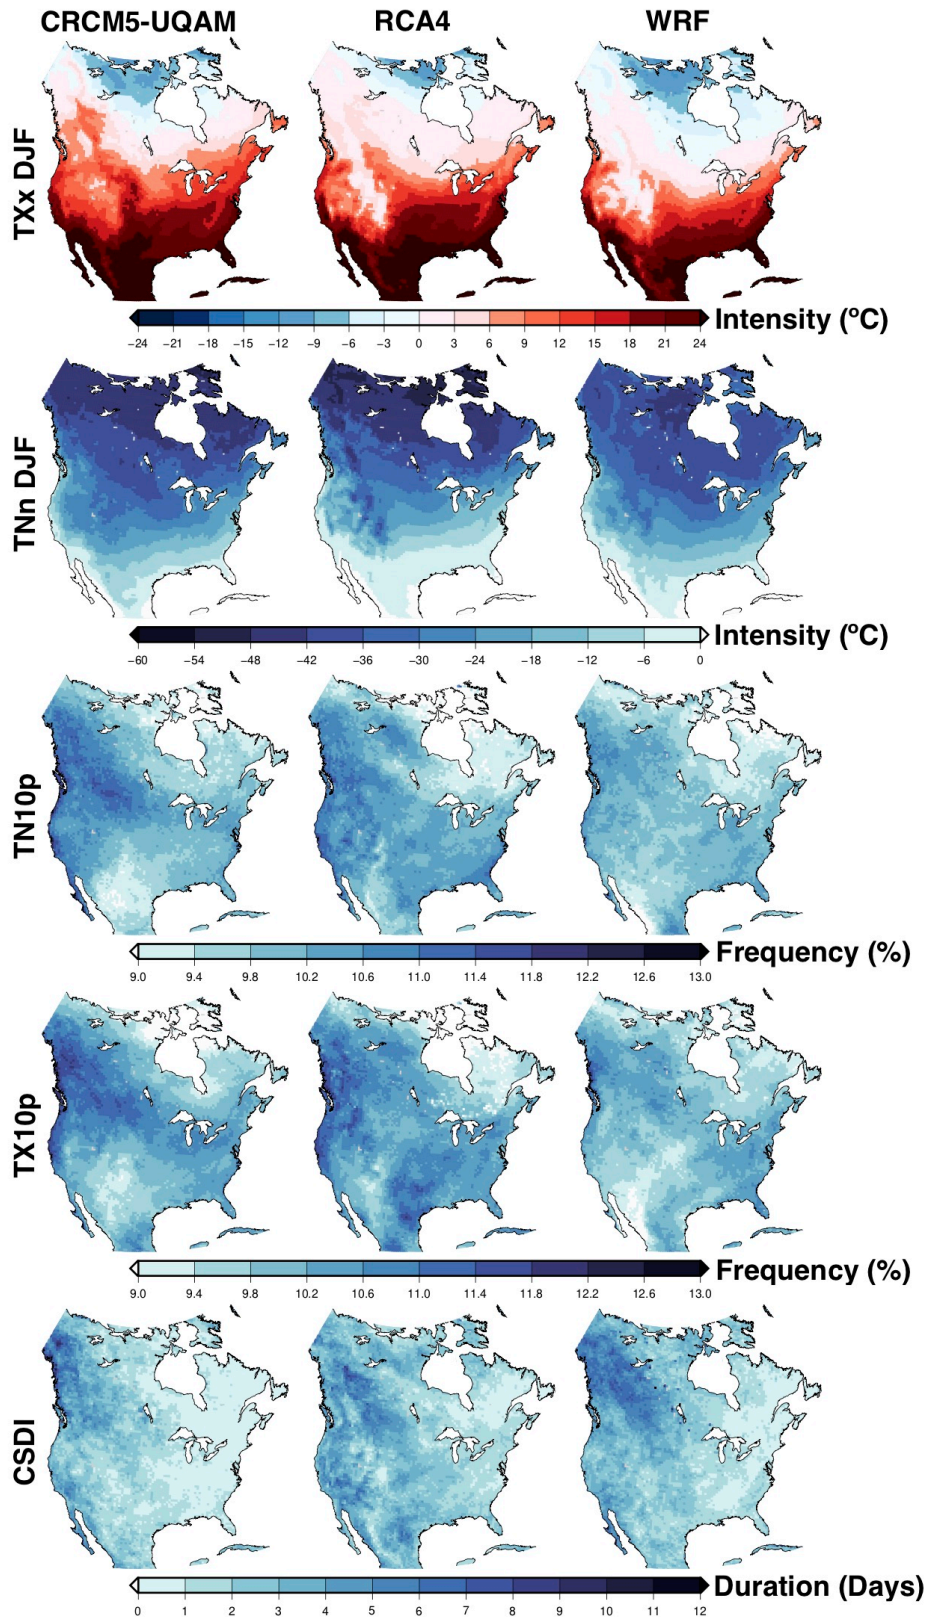 CRCM5-UQAM RCA4 WRF
TXx DJF
Intensity (ºC)
−24 −21 −18 −15 −12 −9 −6 −3 0 3 6 9 12 15 18 21 24
TNn DJF
Intensity (ºC)
−60 −54 −48 −42 −36 −30 −24 −18 −12 −6 0
TN10p
Frequency (%)
9.0 9.4 9.8 10.2 10.6 11.0 11.4 11.8 12.2 12.6 13.0
TX10p
Frequency (%)
9.0 9.4 9.8 10.2 10.6 11.0 11.4 11.8 12.2 12.6 13.0
CSDI
Duration (Days)
0 1 2 3 4 5 6 7 8 9 10 11 12